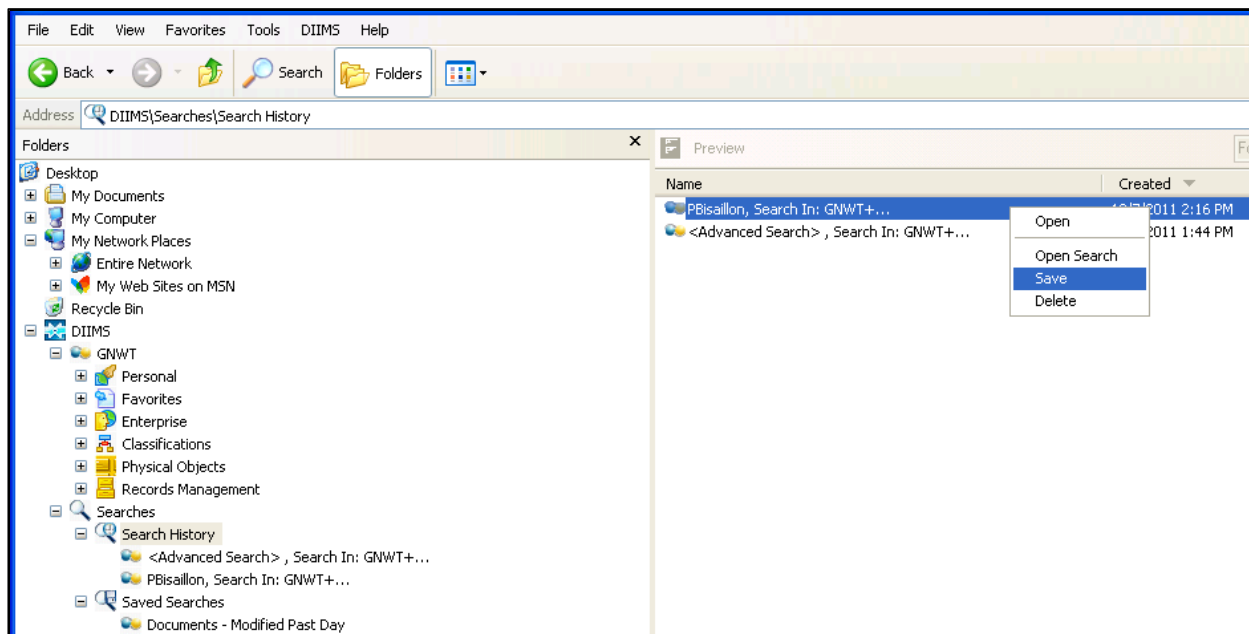 File Edit View Favorites Tools DIIMS Help
Back Search Folders
Address DIIMS\Searches\Search History
Folders
Desktop
My Documents
My Computer
My Network Places
Entire Network
My Web Sites on MSN
Recycle Bin
DIIMS
GNWT
Personal
Favorites
Enterprise
Classifications
Physical Objects
Records Management
Searches
Search History
<Advanced Search> , Search In: GNWT+...
PBisaillon, Search In: GNWT+...
Saved Searches
Documents - Modified Past Day
Preview
Name Created
PBisaillon, Search In: GNWT+... 2011 2:16 PM
<Advanced Search> , Search In: GNWT+... 2011 1:44 PM
Open
Open Search
Save
Delete